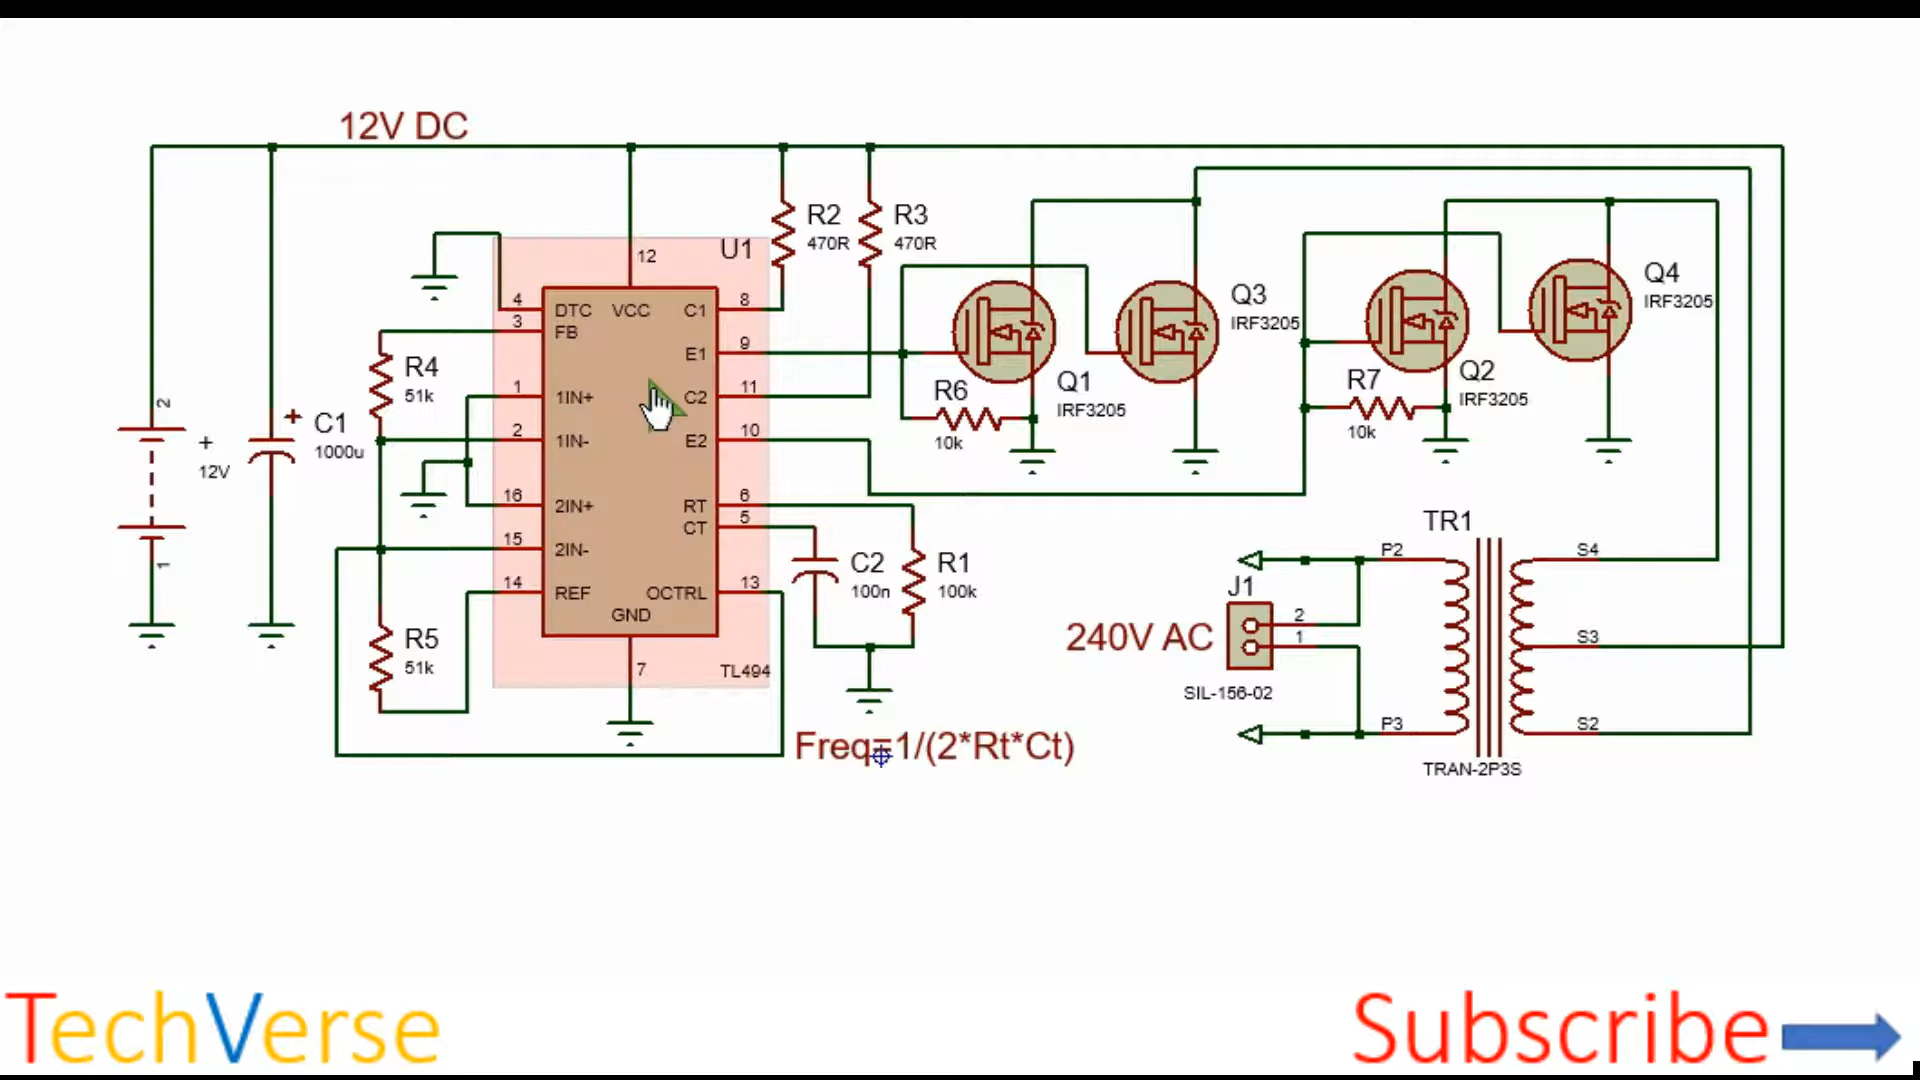 12V DC
R2
470R
R3
470R
U1
12
Q3
IRF3205
Q4
IRF3205
4
DTC
VCC
C1
8
3
FB
E1
9
R4
51k
1
1IN+
C2
11
R6
10k
Q1
IRF3205
R7
10k
Q2
IRF3205
2
+
12V
1
+
C1
1000u
2
1IN-
E2
10
16
2IN+
RT
6
CT
5
15
2IN-
14
REF
OCTRL
13
GND
7
TL494
C2
100n
R1
100k
R5
51k
TR1
P2
S4
J1
2
1
240V AC
S3
SIL-156-02
P3
S2
TRAN-2P3S
Freq=1/(2*Rt*Ct)
TechVerse
Subscribe